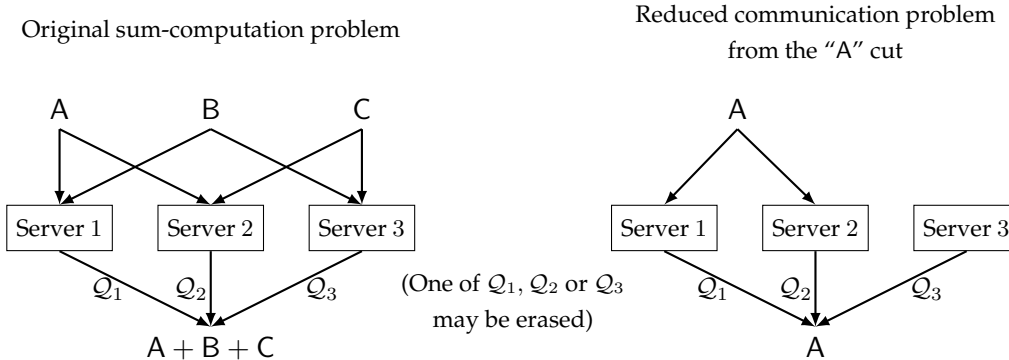 Original sum-computation problem
Reduced communication problem
from the “A” cut
A B C
A
Server 1 Server 2 Server 3
Server 1 Server 2 Server 3
𝒬₁ 𝒬₂ 𝒬₃
(One of 𝒬₁, 𝒬₂ or 𝒬₃
may be erased)
𝒬₁ 𝒬₂ 𝒬₃
A + B + C
A